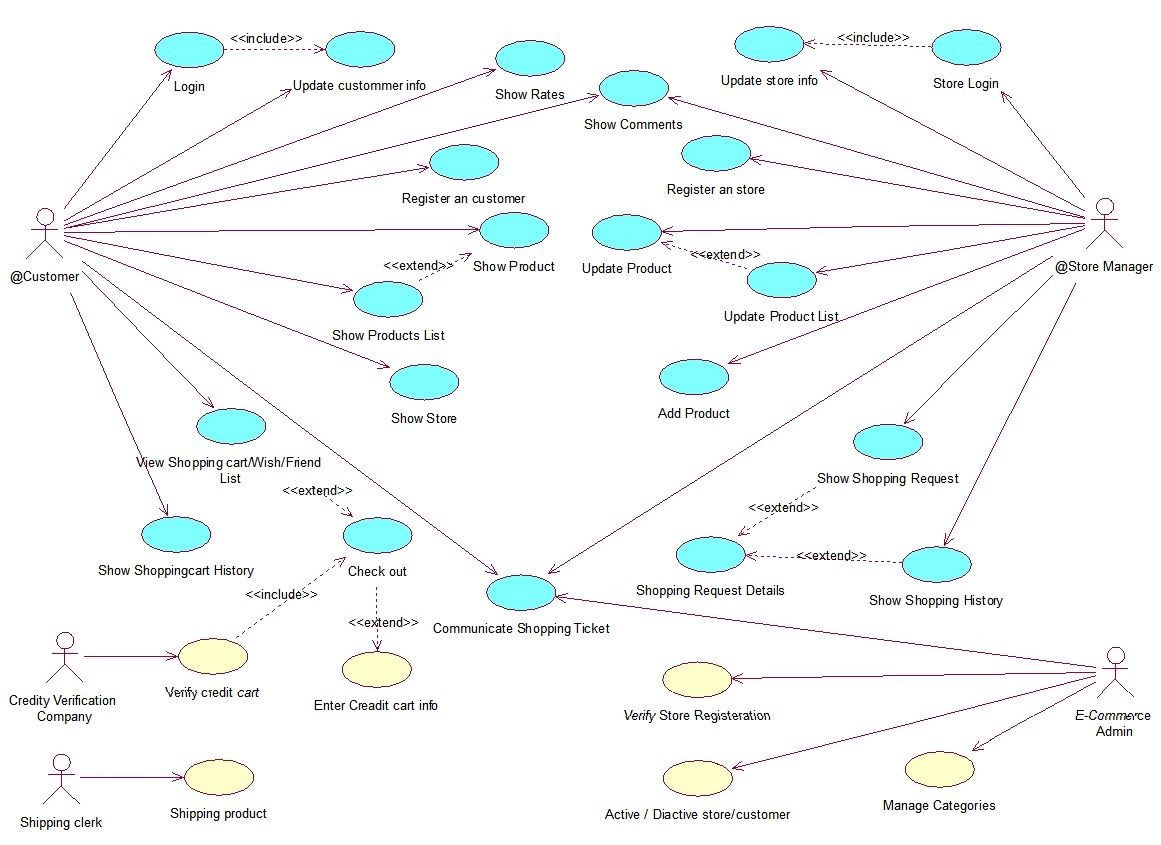 <<include>>
<<include>>
Login
Update custommer info
Show Rates
Update store info
Store Login
Show Comments
Register an customer
Register an store
@Customer
<<extend>>
Show Product
Update Product
<<extend>>
@Store Manager
Show Products List
Update Product List
Show Store
Add Product
View Shopping cart/Wish/Friend
List
<<extend>>
Show Shopping Request
<<extend>>
Show Shoppingcart History
Check out
<<extend>>
Shopping Request Details
Show Shopping History
<<include>>
<<extend>>
Communicate Shopping Ticket
Credity Verification
Company
Verify credit cart
Enter Creadit cart info
Verify Store Registeration
E-Commerce
Admin
Shipping clerk
Shipping product
Active / Diactive store/customer
Manage Categories